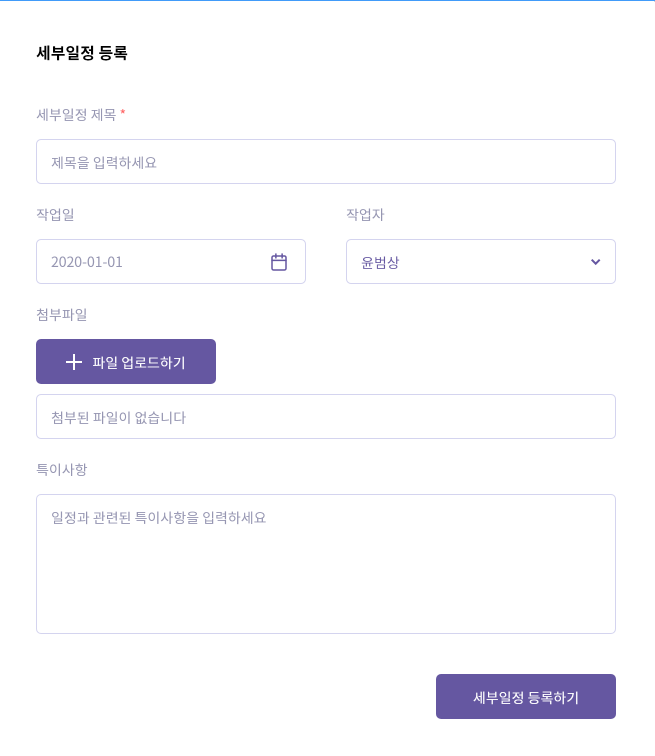 세부일정 등록
세부일정 제목 *
제목을 입력하세요
작업일
작업자
2020-01-01
윤범상
첨부파일
파일 업로드하기
첨부된 파일이 없습니다
특이사항
일정과 관련된 특이사항을 입력하세요
세부일정 등록하기